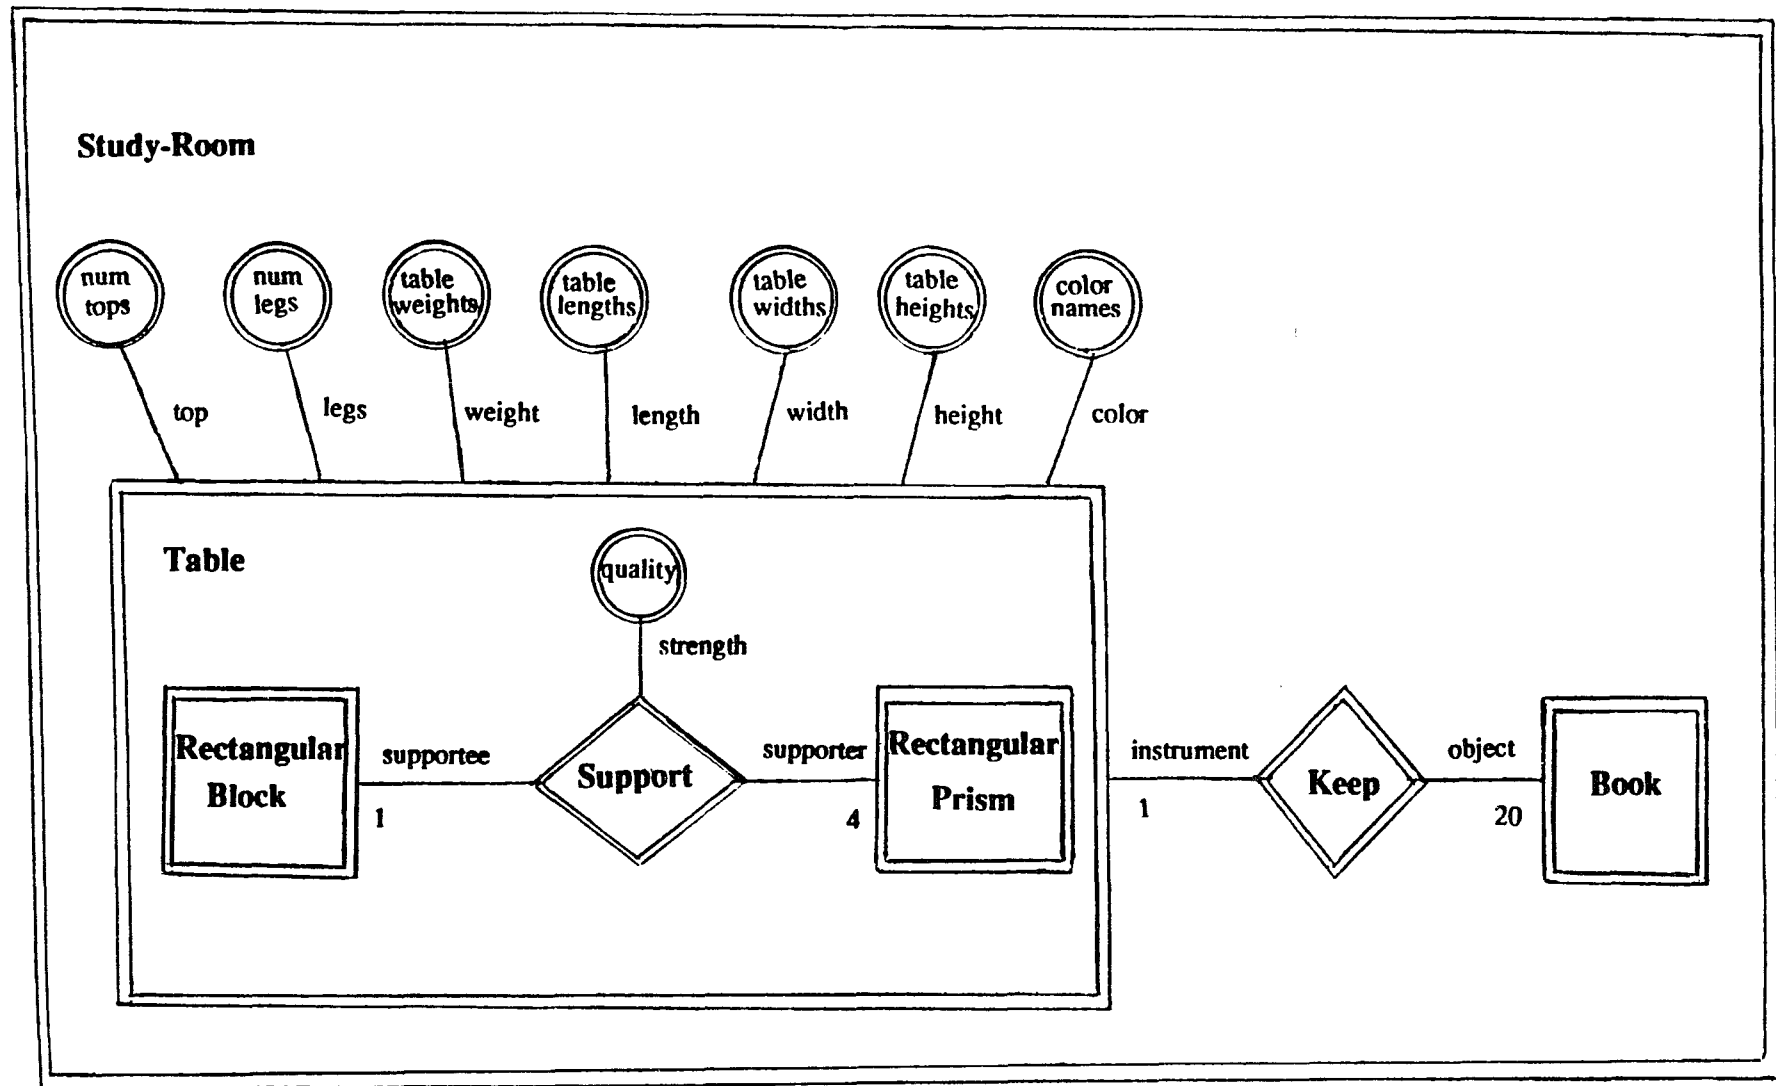 Study-Room
num
tops
num
legs
table
weights
table
lengths
table
widths
table
heights
color
names
top
legs
weight
length
width
height
color
Table
quality
strength
Rectangular
Block
supportee
1
Support
supporter
4
Rectangular
Prism
instrument
1
Keep
object
20
Book